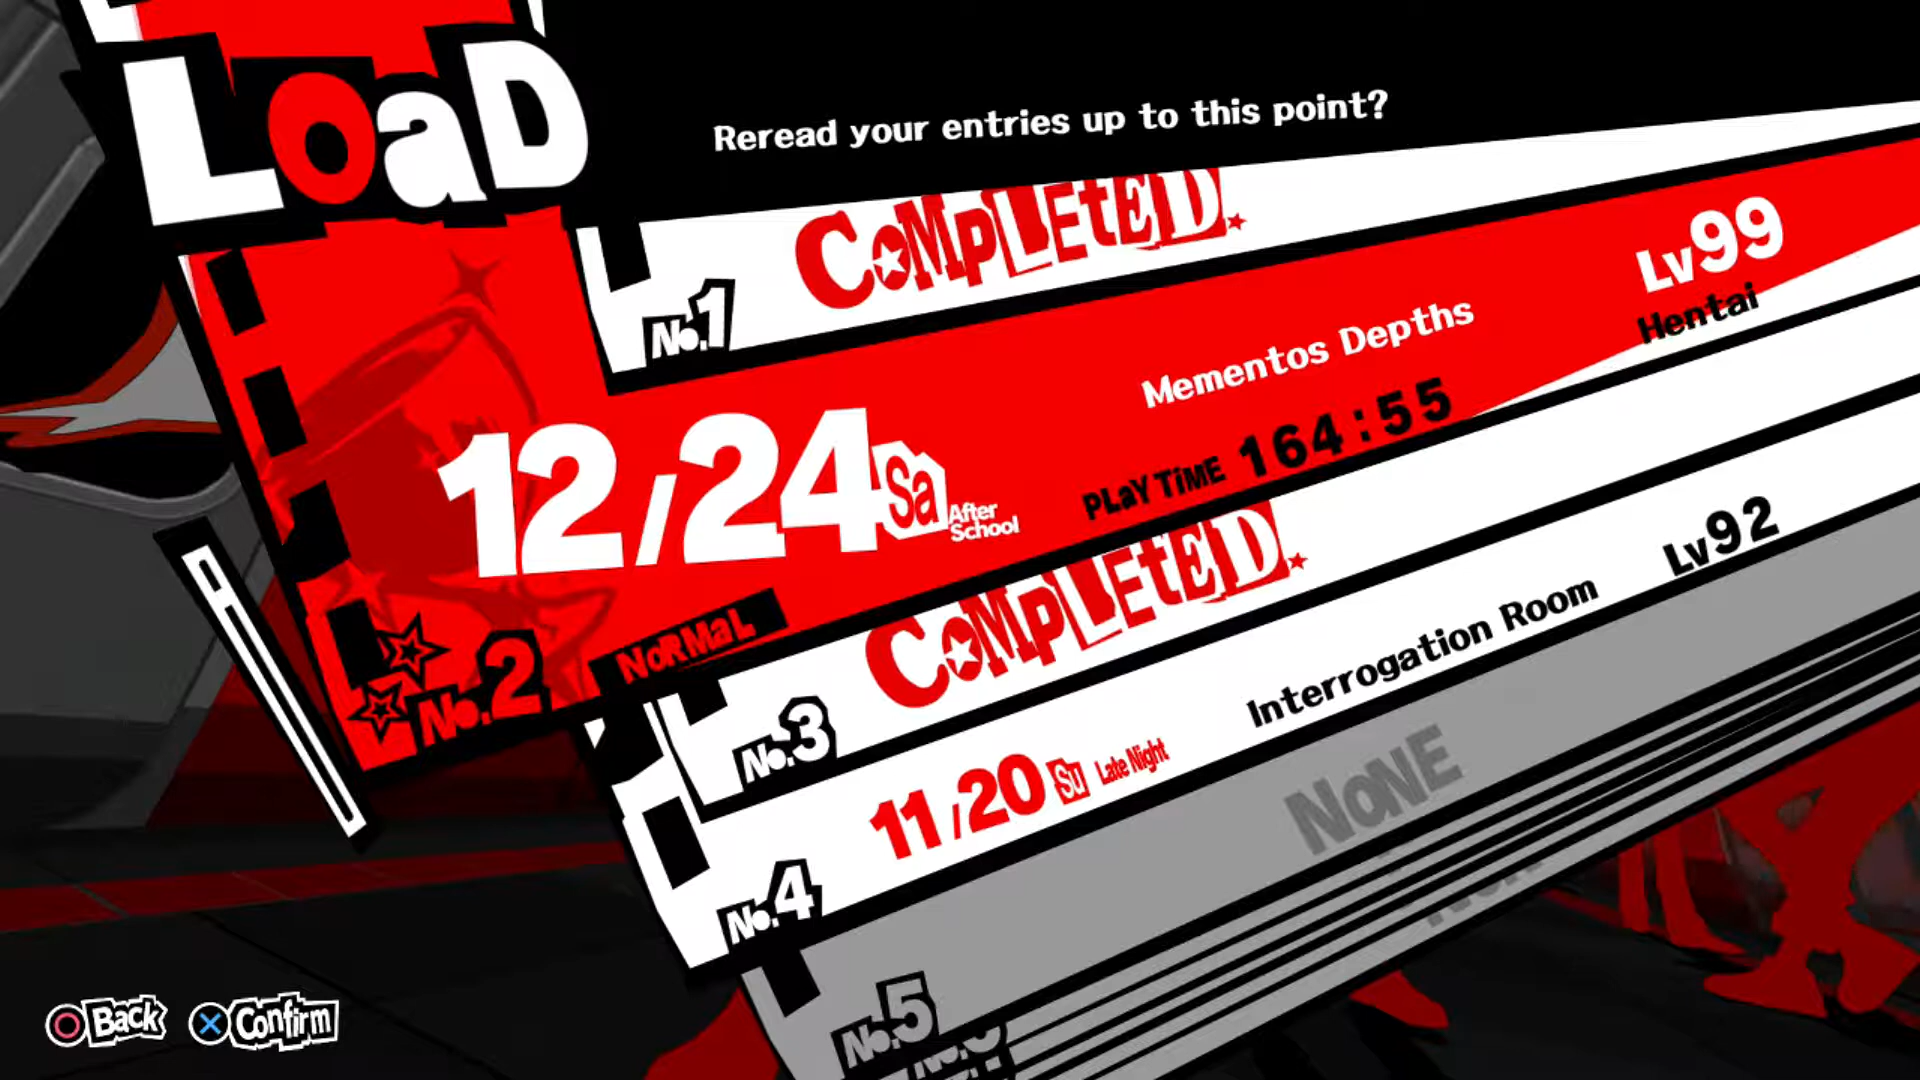 LOaD
Reread your entries up to this point?
No.1
COMPLEtED
Lv99
Hentai
Mementos Depths
12/24 Sa After School
PLaY TiME 164:55
No.2
NoRMaL
No.3
COMPLEtED
No.4
11/20 Su Late Night
Interrogation Room
Lv92
No.5
NoNE
Back
Confirm